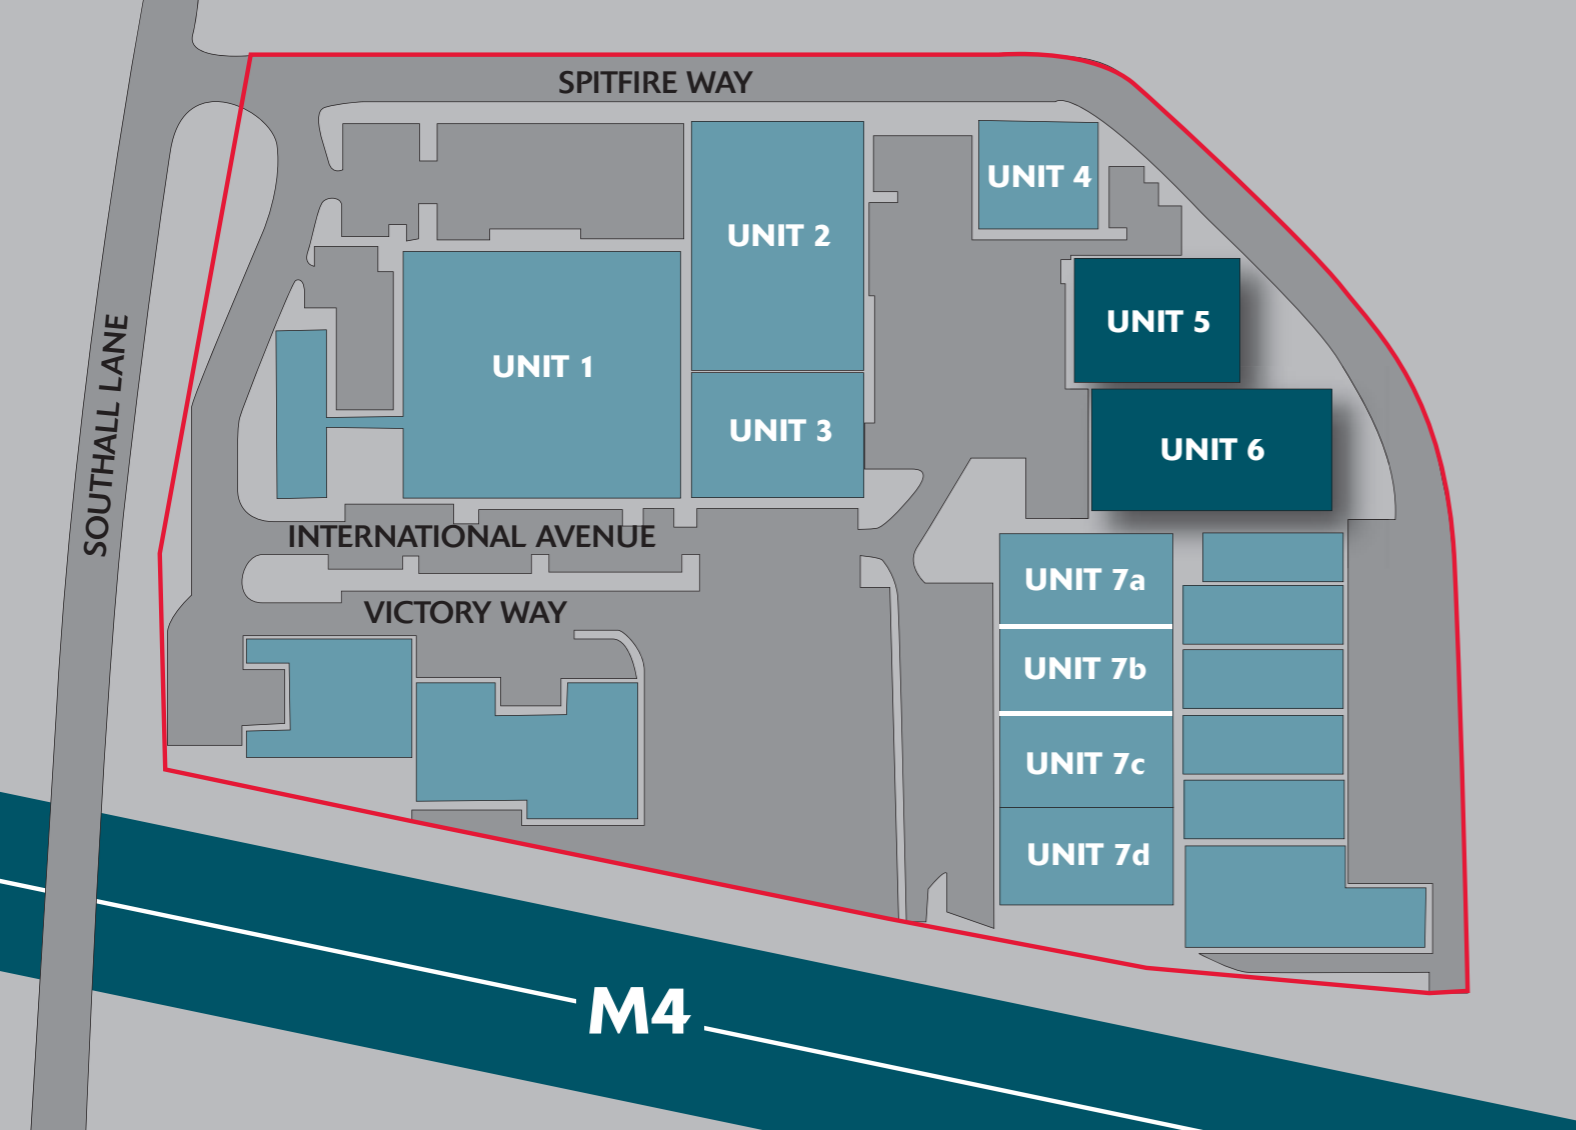 SPITFIRE WAY
UNIT 4
UNIT 2
UNIT 5
UNIT 1
UNIT 3
UNIT 6
SOUTHALL LANE
INTERNATIONAL AVENUE
UNIT 7a
VICTORY WAY
UNIT 7b
UNIT 7c
UNIT 7d
M4